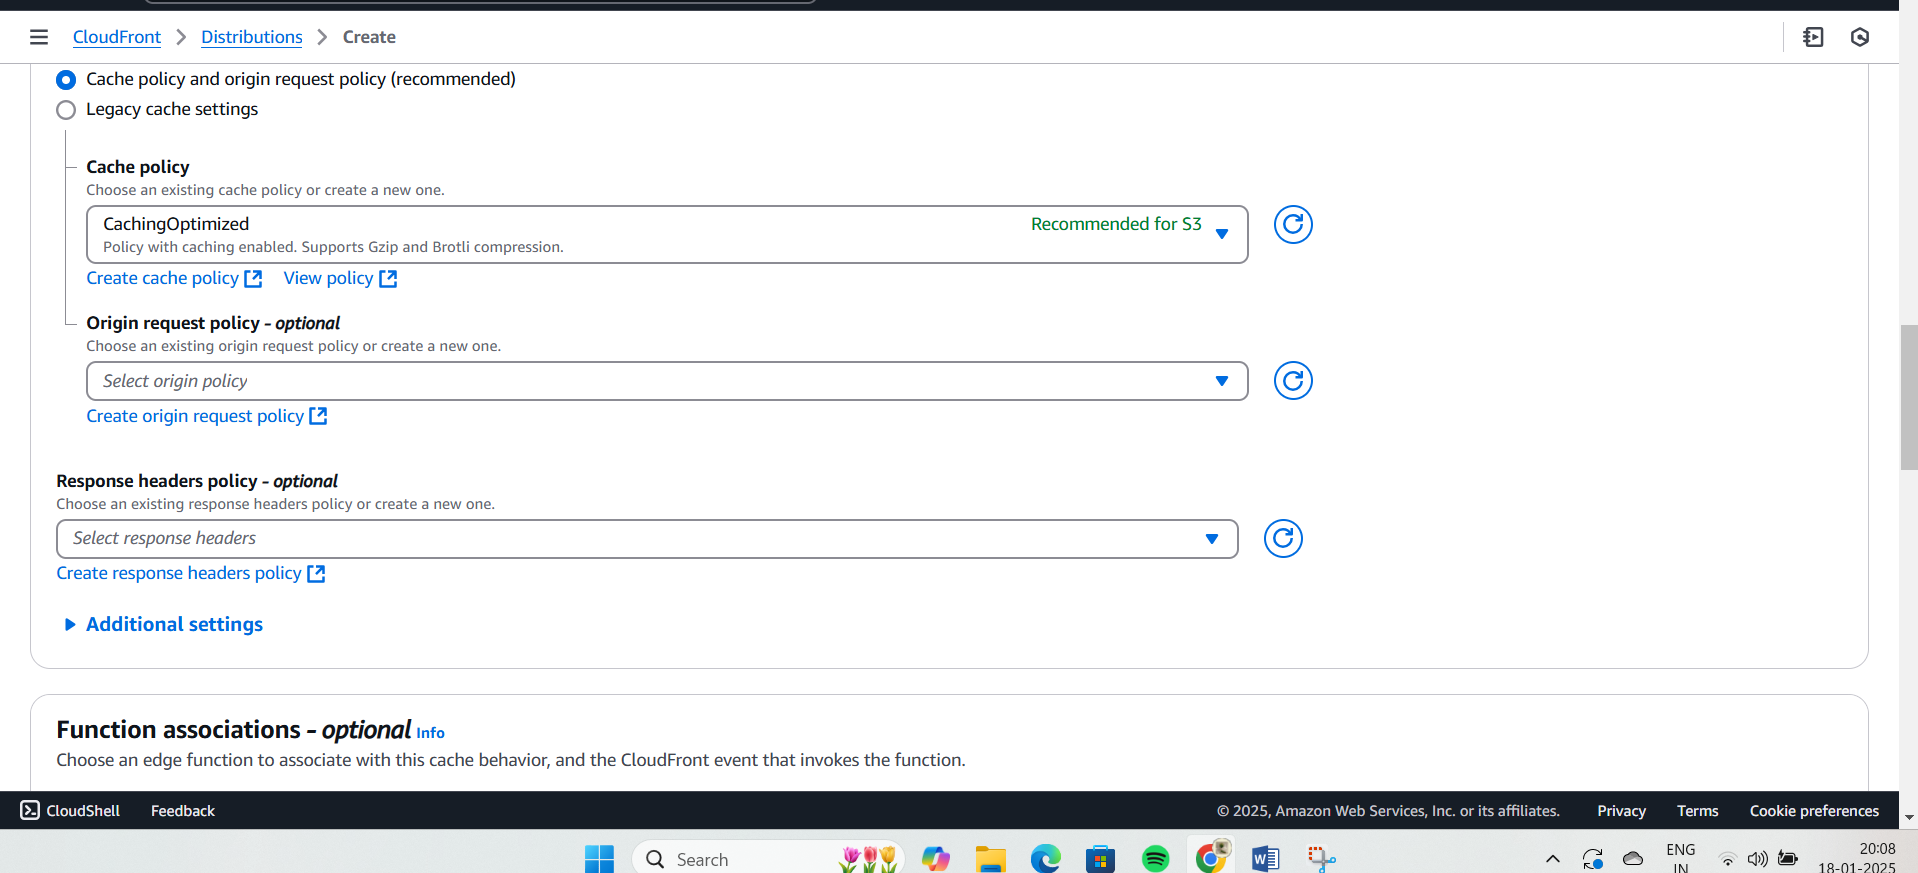 CloudFront > Distributions > Create
Cache policy and origin request policy (recommended)
Legacy cache settings
Cache policy
Choose an existing cache policy or create a new one.
CachingOptimized Recommended for S3
Policy with caching enabled. Supports Gzip and Brotli compression.
Create cache policy View policy
Origin request policy - optional
Choose an existing origin request policy or create a new one.
Select origin policy
Create origin request policy
Response headers policy - optional
Choose an existing response headers policy or create a new one.
Select response headers
Create response headers policy
Additional settings
Function associations - optional Info
Choose an edge function to associate with this cache behavior, and the CloudFront event that invokes the function.
CloudShell Feedback © 2025, Amazon Web Services, Inc. or its affiliates. Privacy Terms Cookie preferences
Search ENG 20:08
IN 18-01-2025